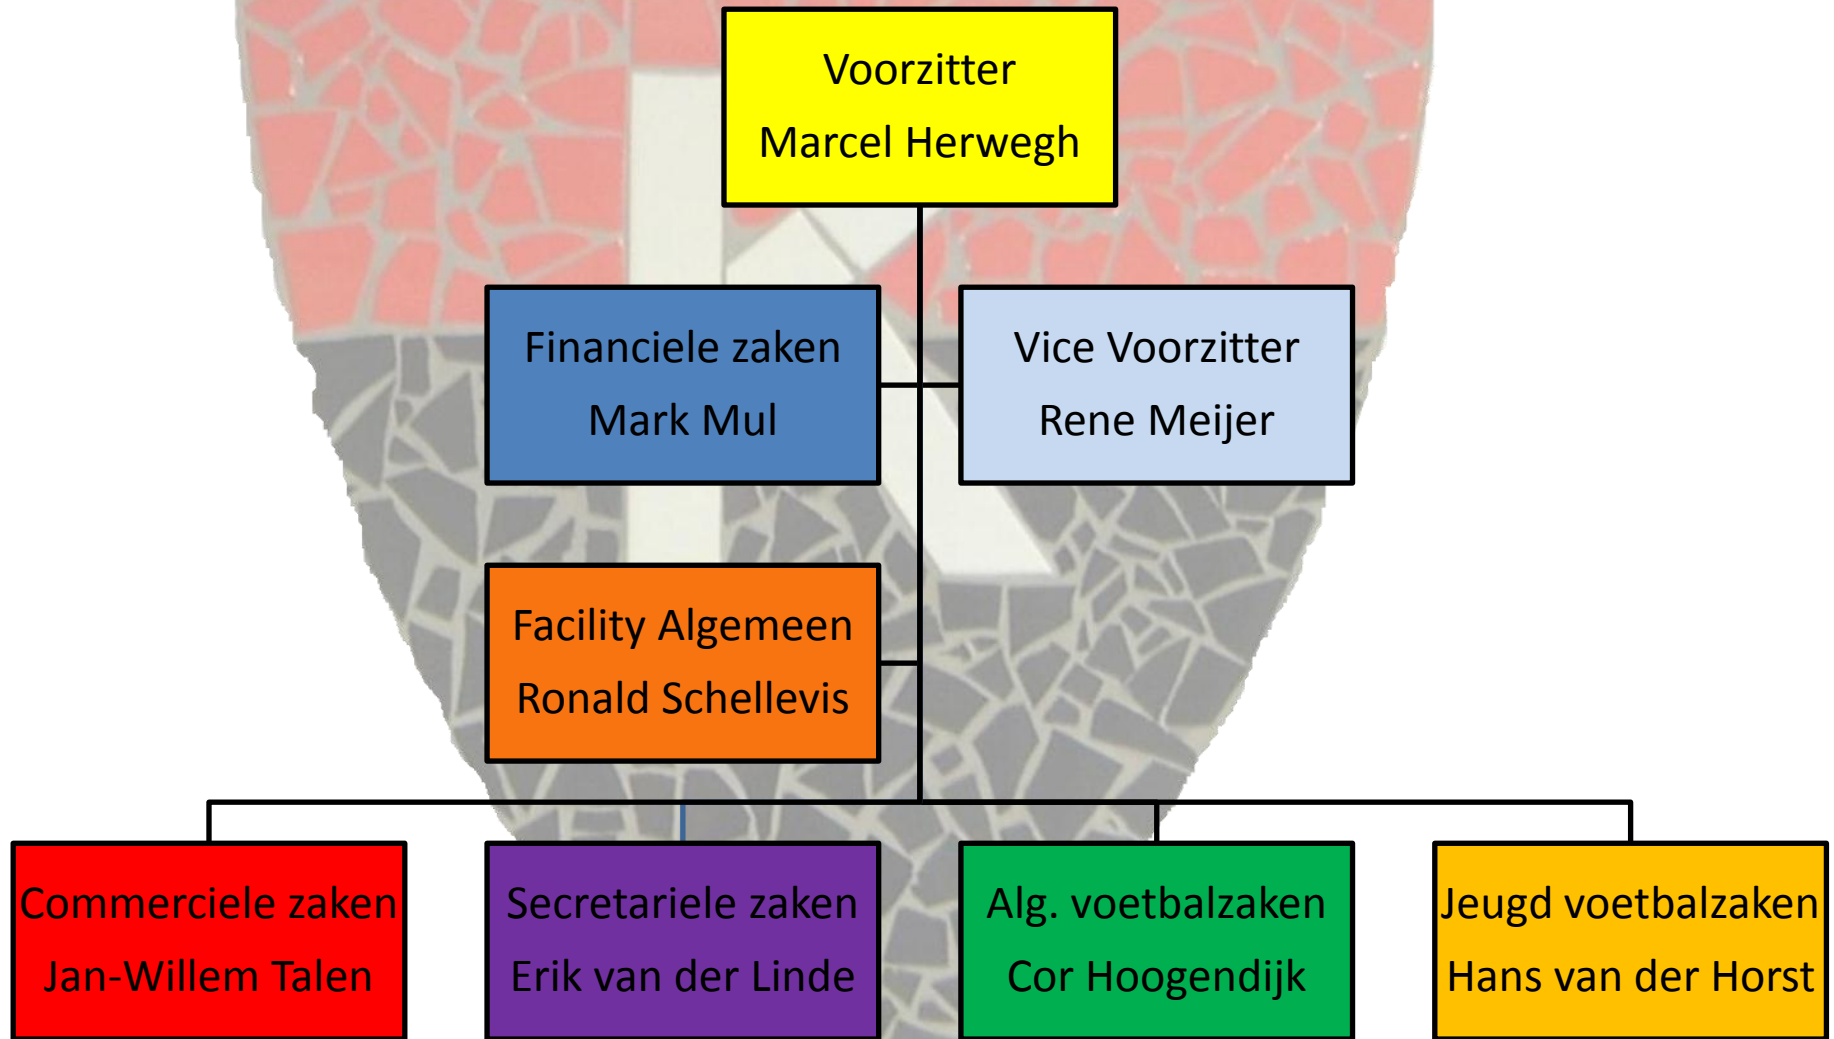 Voorzitter
Marcel Herwegh
Financiele zaken
Mark Mul
Vice Voorzitter
Rene Meijer
Facility Algemeen
Ronald Schellevis
Commerciele zaken
Jan-Willem Talen
Secretariele zaken
Erik van der Linde
Alg. voetbalzaken
Cor Hoogendijk
Jeugd voetbalzaken
Hans van der Horst